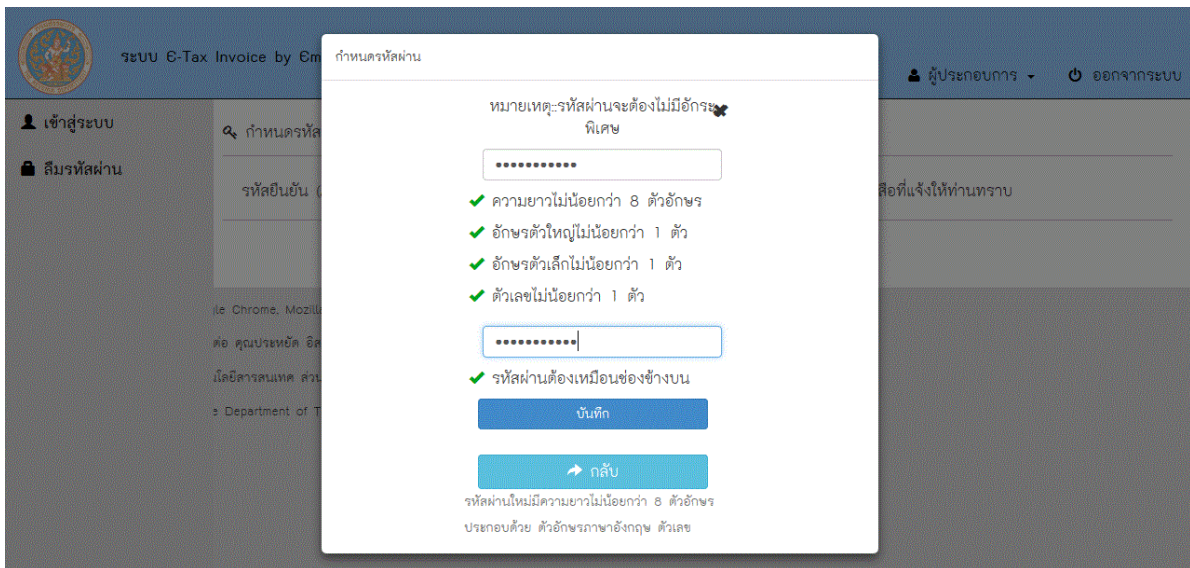 ระบบ E-Tax Invoice by Em
ผู้ประกอบการ
ออกจากระบบ
เข้าสู่ระบบ
ลืมรหัสผ่าน
กำหนดรหัส
รหัสยืนยัน
สือที่แจ้งให้ท่านทราบ
gle Chrome, Mozill
ต่อ คุณประหยัด อิส
นโลยีสารสนเทศ ส่วน
e Department of T
กำหนดรหัสผ่าน
หมายเหตุ::รหัสผ่านจะต้องไม่มีอักระ
พิเศษ
•••••••••••
ความยาวไม่น้อยกว่า 8 ตัวอักษร
อักษรตัวใหญ่ไม่น้อยกว่า 1 ตัว
อักษรตัวเล็กไม่น้อยกว่า 1 ตัว
ตัวเลขไม่น้อยกว่า 1 ตัว
•••••••••••
รหัสผ่านต้องเหมือนช่องข้างบน
บันทึก
กลับ
รหัสผ่านใหม่มีความยาวไม่น้อยกว่า 8 ตัวอักษร
ประกอบด้วย ตัวอักษรภาษาอังกฤษ ตัวเลข